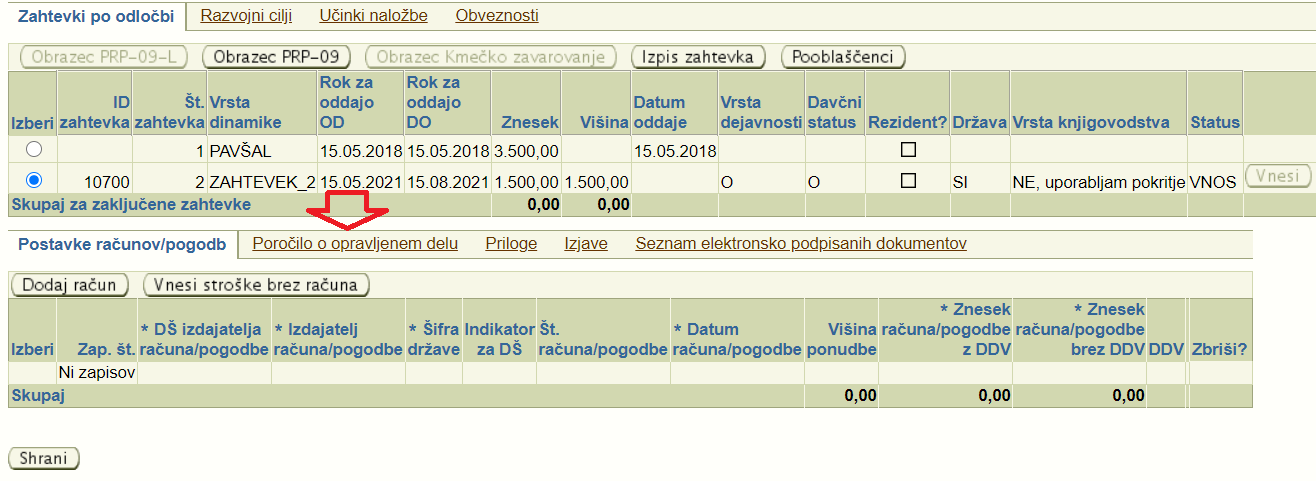 Zahtevki po odločbi Razvojni cilji Učinki naložbe Obveznosti
Obrazec PRP-09-L Obrazec PRP-09 Obrazec Kmečko zavarovanje Izpis zahtevka Pooblaščenci
Izberi ID zahtevka Št. zahtevka Vrsta dinamike Rok za oddajo OD Rok za oddajo DO Znesek Višina Datum oddaje Vrsta dejavnosti Davčni status Rezident? Država Vrsta knjigovodstva Status
1 PAVŠAL 15.05.2018 15.05.2018 3.500,00 15.05.2018
10700 2 ZAHTEVEK_2 15.05.2021 15.08.2021 1.500,00 1.500,00 O O SI NE, uporabljam pokritje VNOS Vnesi
Skupaj za zaključene zahtevke 0,00 0,00
Postavke računov/pogodb Poročilo o opravljenem delu Priloge Izjave Seznam elektronsko podpisanih dokumentov
Dodaj račun Vnesi stroške brez računa
Izberi Zap. št. * DŠ izdajatelja računa/pogodbe * Izdajatelj računa/pogodbe * Šifra države Indikator za DŠ Št. računa/pogodbe * Datum računa/pogodbe Višina ponudbe * Znesek računa/pogodbe z DDV * Znesek računa/pogodbe brez DDV DDV Zbriši?
Ni zapisov
Skupaj 0,00 0,00 0,00
Shrani